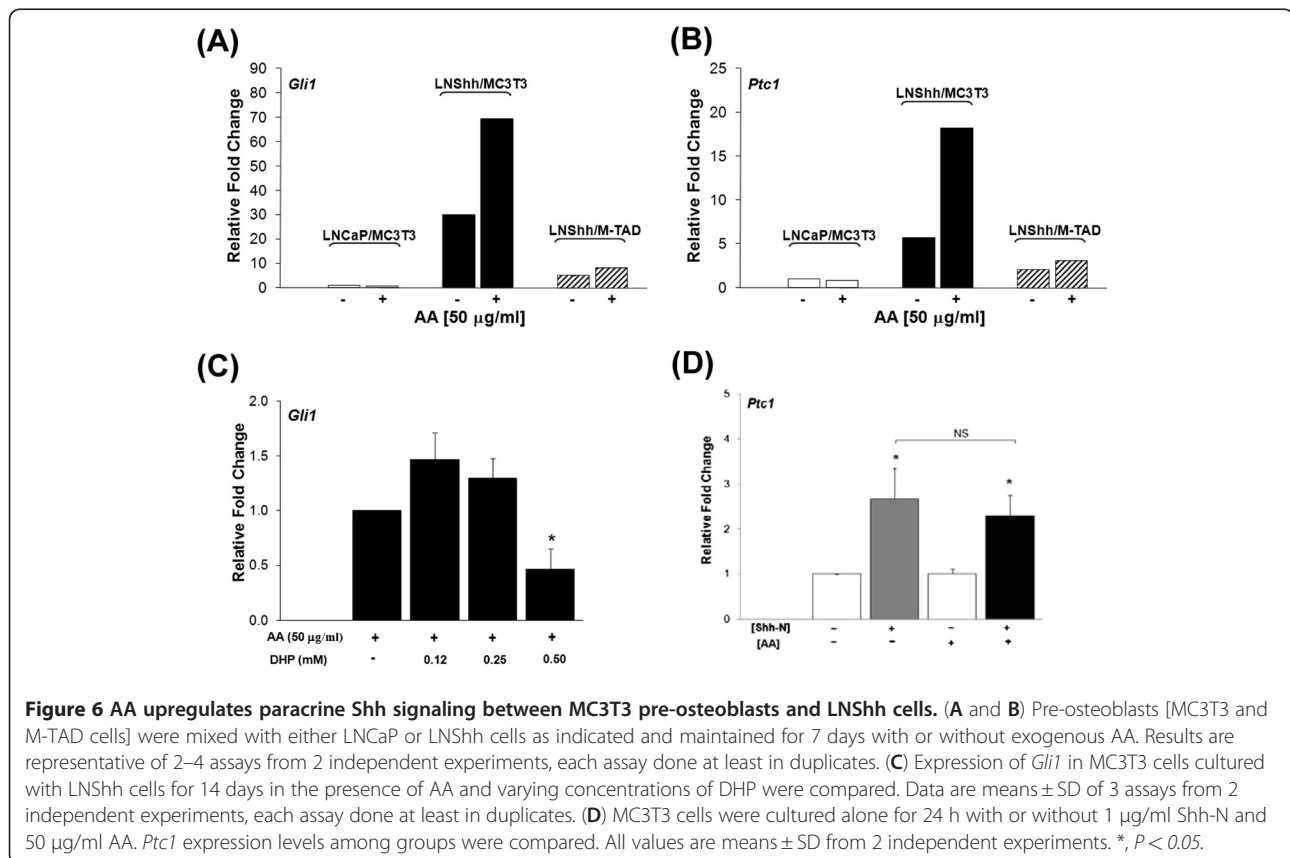 (A)
Gli1
Relative Fold Change
90
80
70
60
50
40
30
20
10
0
LNCaP/MC3T3
LNShh/MC3T3
LNShh/M-TAD
- + - + - +
AA [50 µg/ml]
(B)
Ptc1
Relative Fold Change
25
20
15
10
5
0
LNCaP/MC3T3
LNShh/MC3T3
LNShh/M-TAD
- + - + - +
AA [50 µg/ml]
(C)
Gli1
Relative Fold Change
2.0
1.5
1.0
0.5
0.0
*
AA (50 µg/ml) + + + +
DHP (mM) - 0.12 0.25 0.50
(D)
Ptc1
Relative Fold Change
5
4
3
2
1
0
NS
* *
[Shh-N] – + – +
[AA] – – + +
Figure 6 AA upregulates paracrine Shh signaling between MC3T3 pre-osteoblasts and LNShh cells. (A and B) Pre-osteoblasts [MC3T3 and
M-TAD cells] were mixed with either LNCaP or LNShh cells as indicated and maintained for 7 days with or without exogenous AA. Results are
representative of 2–4 assays from 2 independent experiments, each assay done at least in duplicates. (C) Expression of Gli1 in MC3T3 cells cultured
with LNShh cells for 14 days in the presence of AA and varying concentrations of DHP were compared. Data are means ± SD of 3 assays from 2
independent experiments, each assay done at least in duplicates. (D) MC3T3 cells were cultured alone for 24 h with or without 1 µg/ml Shh-N and
50 µg/ml AA. Ptc1 expression levels among groups were compared. All values are means ± SD from 2 independent experiments. *, P < 0.05.